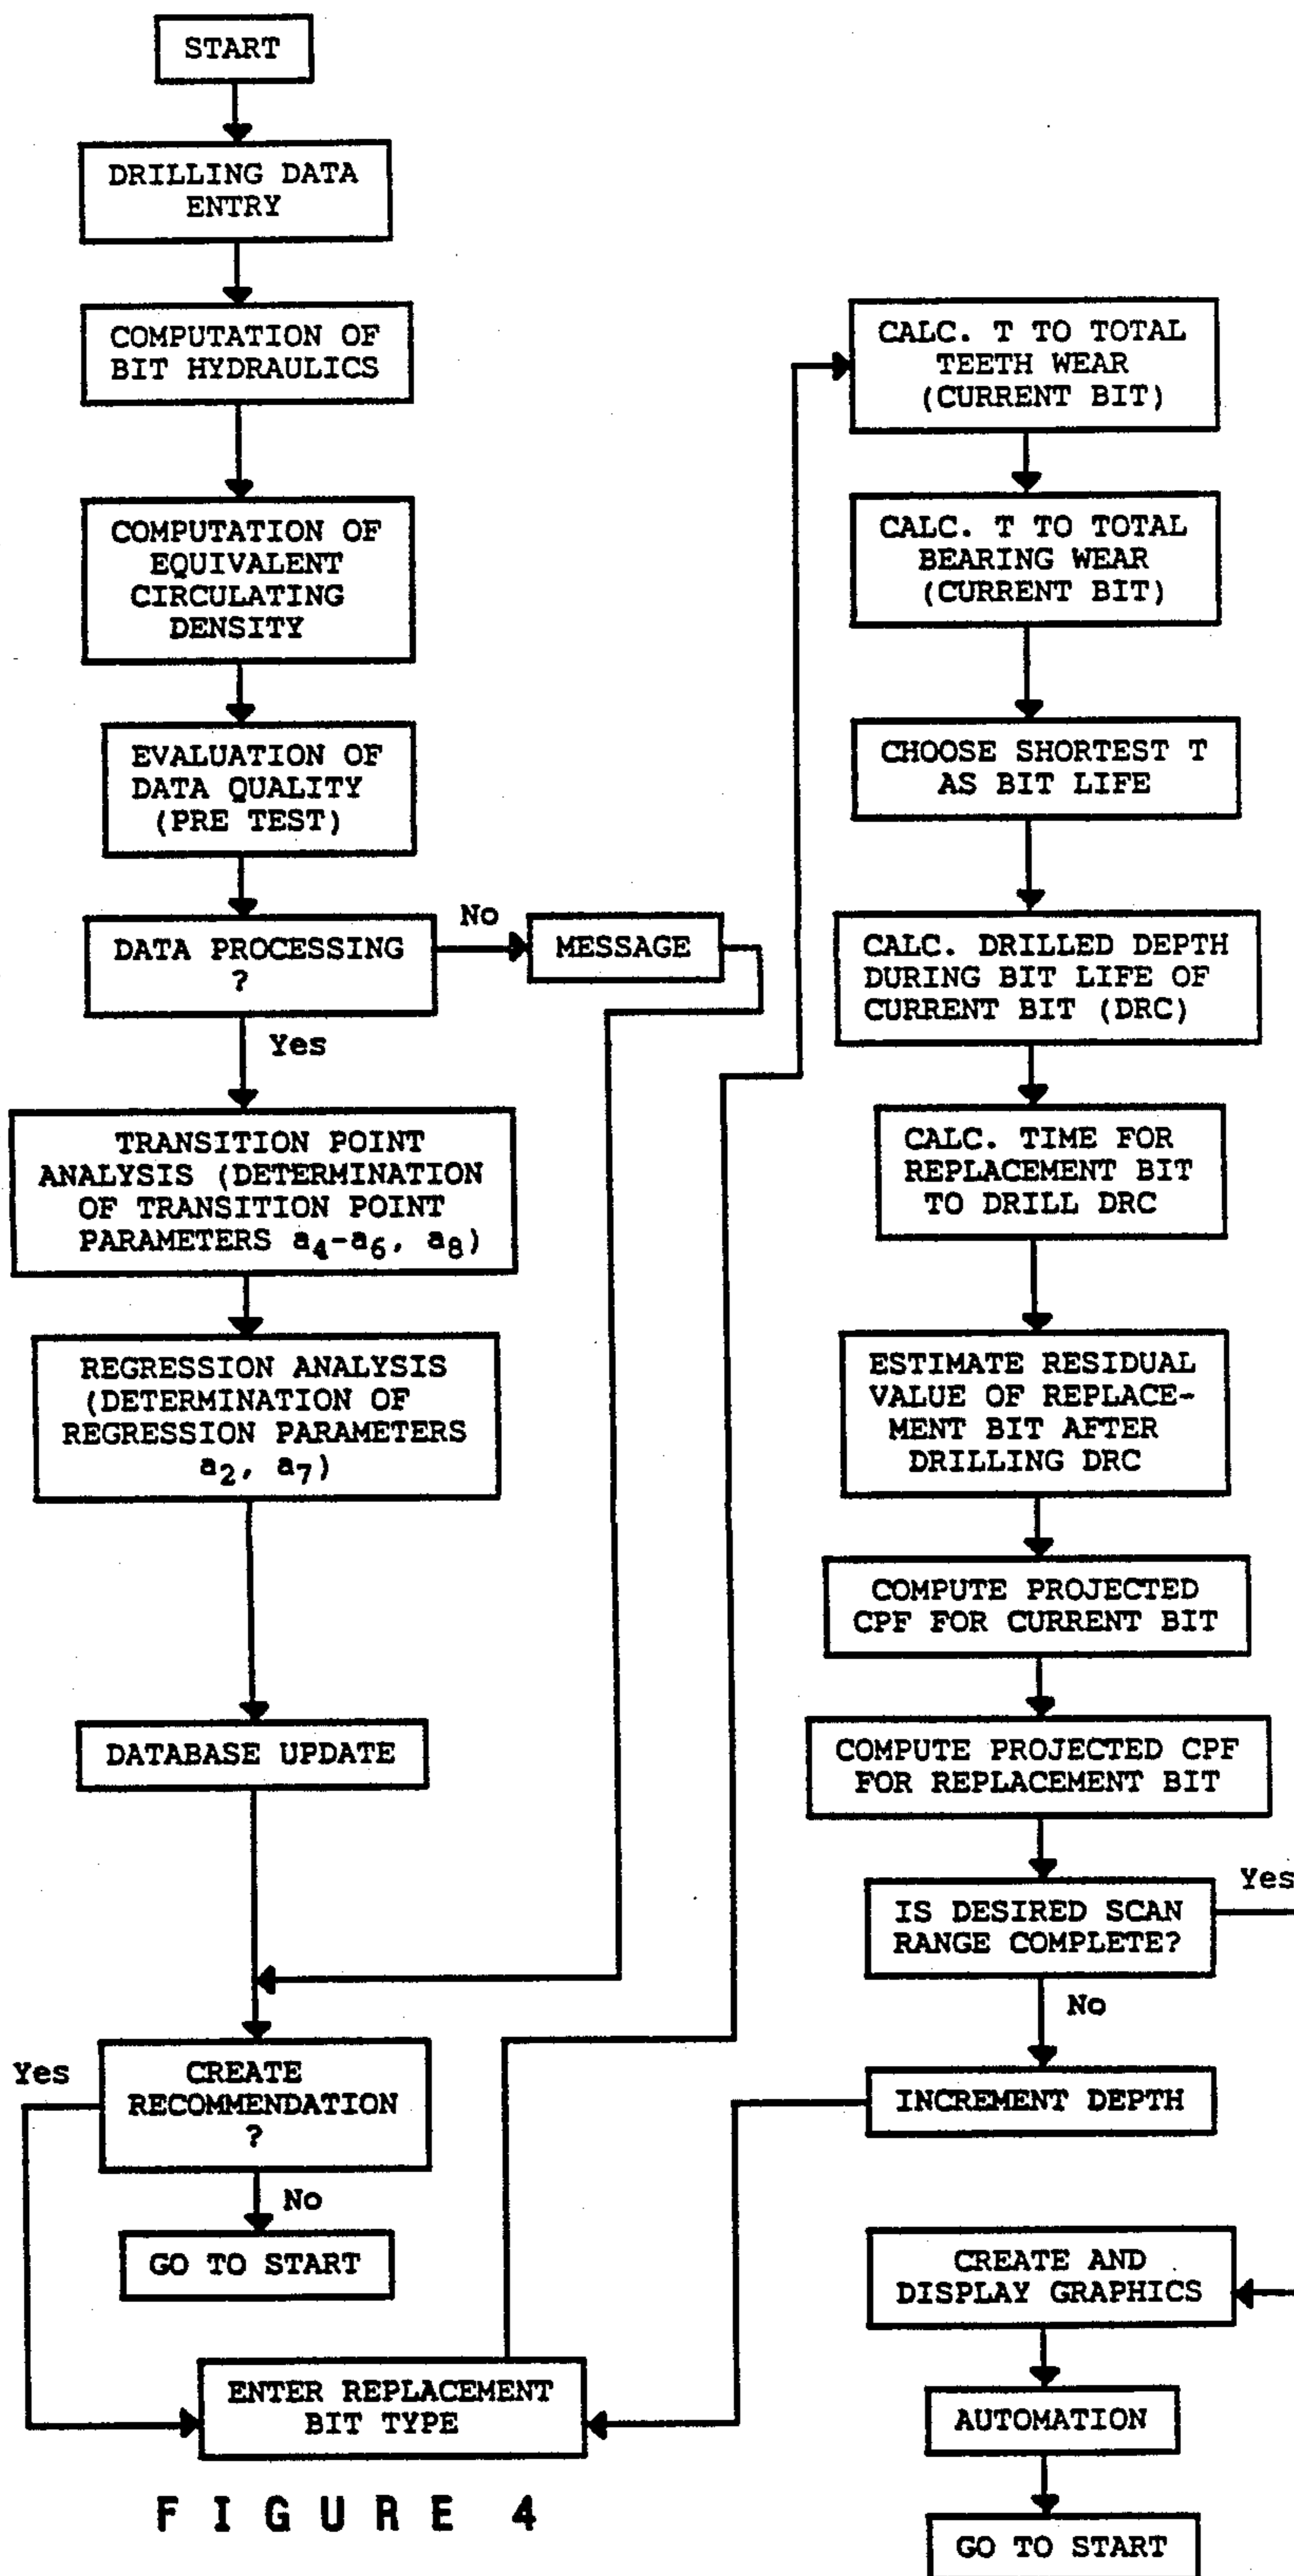 START
DRILLING DATA
ENTRY
COMPUTATION OF
BIT HYDRAULICS
COMPUTATION OF
EQUIVALENT
CIRCULATING
DENSITY
EVALUATION OF
DATA QUALITY
(PRE TEST)
DATA PROCESSING
?
No
MESSAGE
Yes
TRANSITION POINT
ANALYSIS (DETERMINATION
OF TRANSITION POINT
PARAMETERS a4-a6, a8)
REGRESSION ANALYSIS
(DETERMINATION OF
REGRESSION PARAMETERS
a2, a7)
DATABASE UPDATE
CREATE
RECOMMENDATION
?
Yes
No
GO TO START
ENTER REPLACEMENT
BIT TYPE
CALC. T TO TOTAL
TEETH WEAR
(CURRENT BIT)
CALC. T TO TOTAL
BEARING WEAR
(CURRENT BIT)
CHOOSE SHORTEST T
AS BIT LIFE
CALC. DRILLED DEPTH
DURING BIT LIFE OF
CURRENT BIT (DRC)
CALC. TIME FOR
REPLACEMENT BIT
TO DRILL DRC
ESTIMATE RESIDUAL
VALUE OF REPLACE-
MENT BIT AFTER
DRILLING DRC
COMPUTE PROJECTED
CPF FOR CURRENT BIT
COMPUTE PROJECTED CPF
FOR REPLACEMENT BIT
IS DESIRED SCAN
RANGE COMPLETE?
Yes
No
INCREMENT DEPTH
CREATE AND
DISPLAY GRAPHICS
AUTOMATION
GO TO START
FIGURE 4